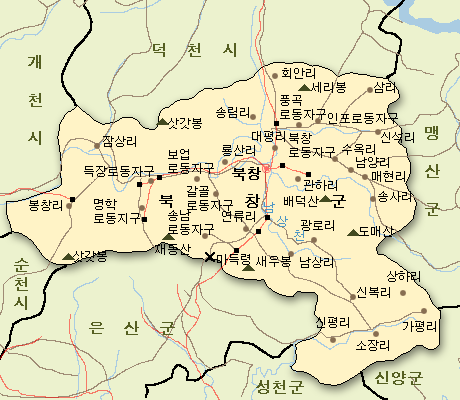 덕 천 시
개 천 시
회안리
세리봉
삼리
풍곡
로동자구
인포로동자구
삿갓봉
송림리
대평리
북창
로동자구
신석리
맹 산 군
잠상리
보업
로동자구
룡산리
수옥리
남양리
매현리
득장로동자구
북창
관하리
갈골
로동자구
북 창 군
배덕산
송사리
봉창리
명학
로동자구
송남
로동자구
연류리
남상천
광로리
도매산
새동산
삿갓봉
마득령
새우봉
남상리
순천시
상하리
신복리
은 산 군
신평리
가평리
소창리
성천군
신양군